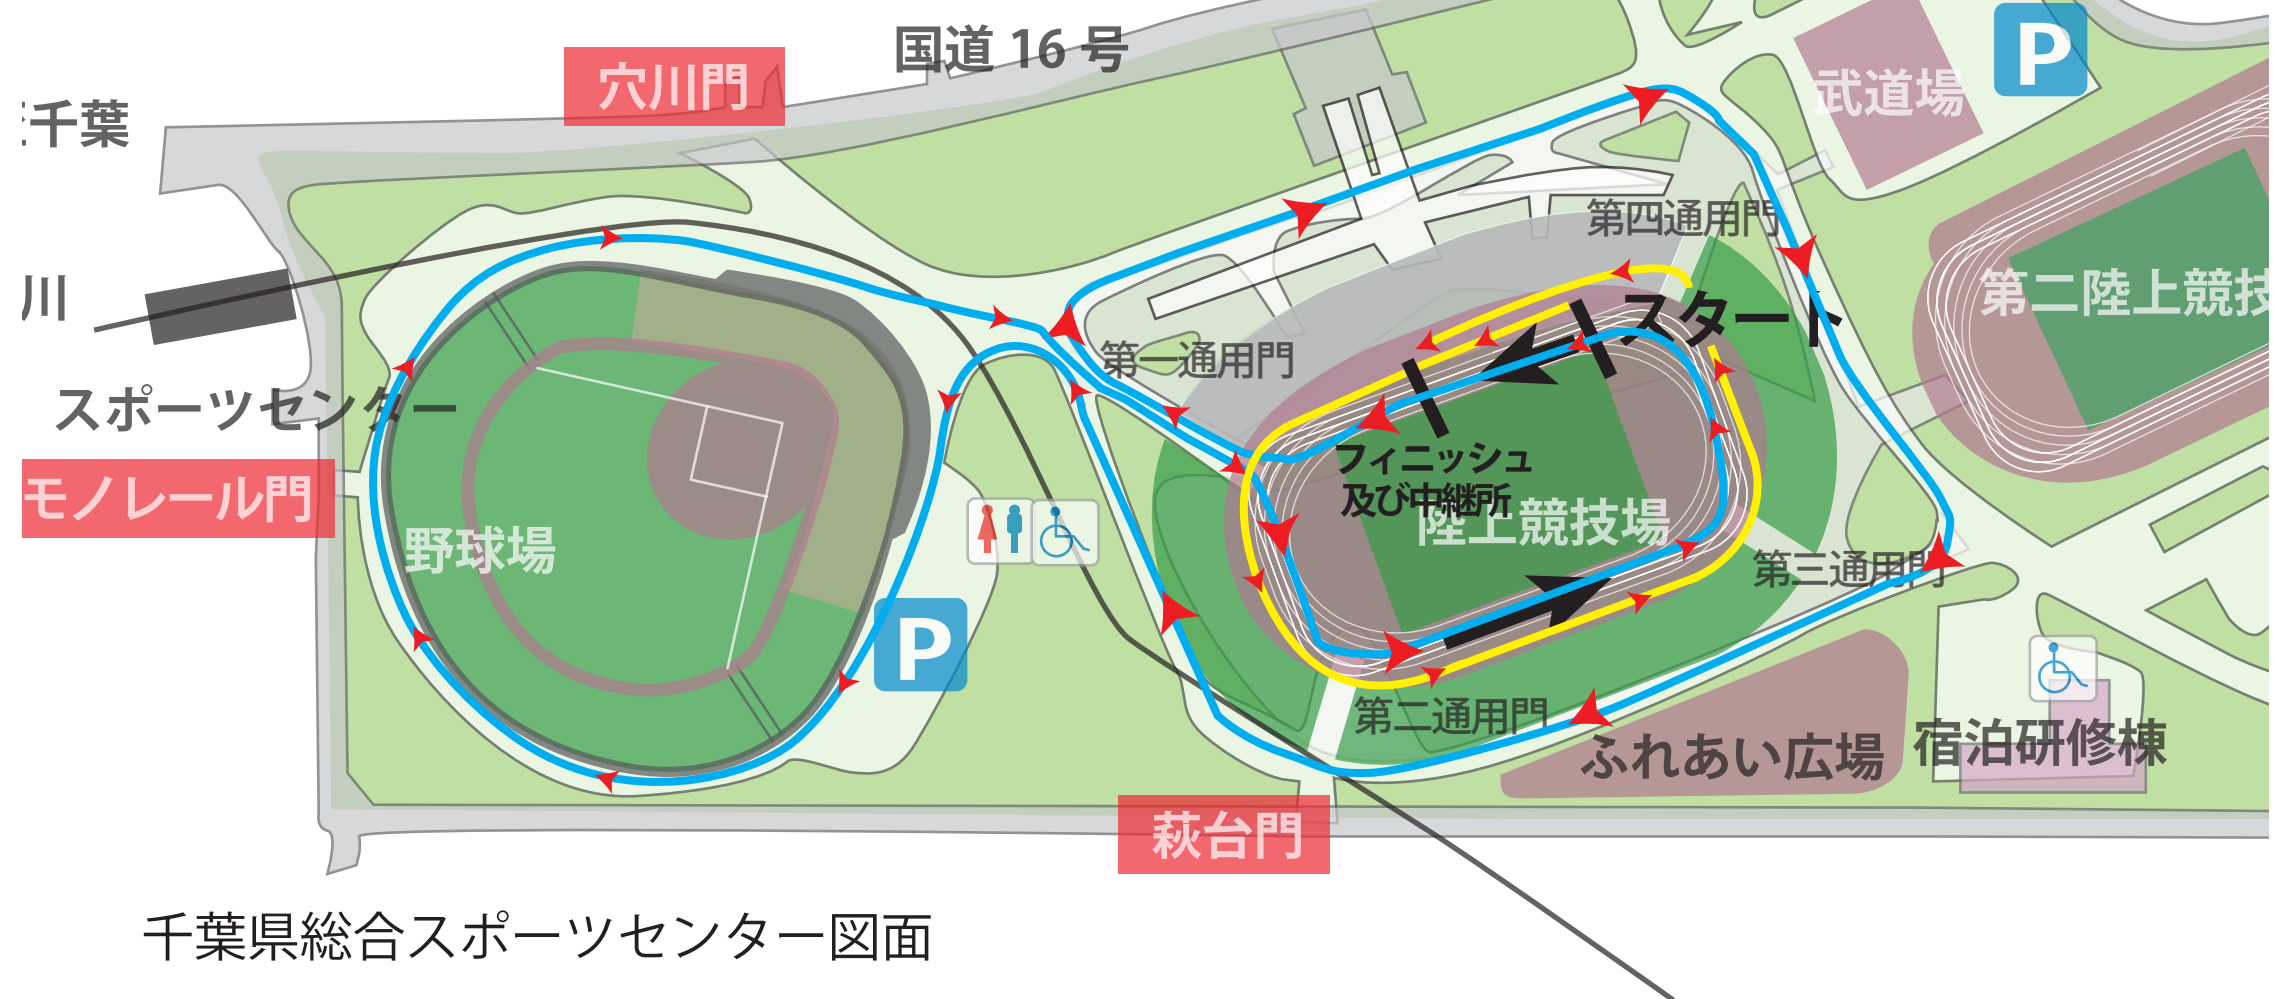 国道 16 号
穴川門
千葉
武道場
P
第四通用門
川
第二陸上競技
スタート
第一通用門
スポーツセンター
フィニッシュ
及び中継所
モノレール門
陸上競技場
野球場
第三通用門
P
第二通用門
ふれあい広場
宿泊研修棟
萩台門
千葉県総合スポーツセンター図面